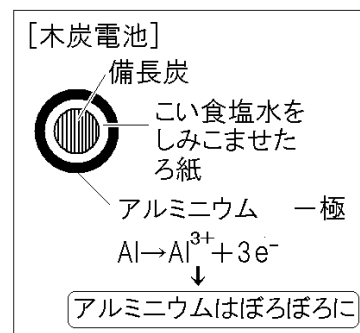 [木炭電池]
備長炭
こい食塩水を
しみこませた
ろ紙
アルミニウム　－極
Al→Al³⁺＋3e⁻
↓
アルミニウムはぼろぼろに